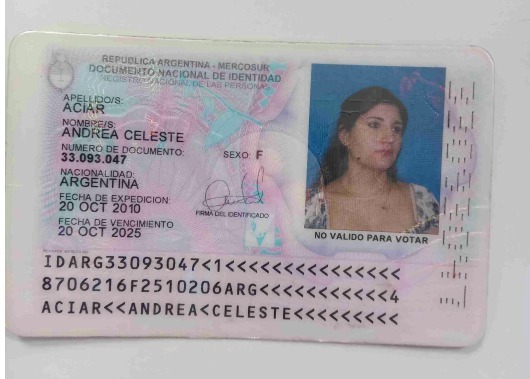 REPUBLICA ARGENTINA - MERCOSUR
DOCUMENTO NACIONAL DE IDENTIDAD
REGISTRO NACIONAL DE LAS PERSONAS
APELLIDO/S:
ACIAR
NOMBRE/S:
ANDREA CELESTE
NUMERO DE DOCUMENTO:
33.093.047
SEXO: F
NACIONALIDAD:
ARGENTINA
FECHA DE EXPEDICION:
20 OCT 2010
FIRMA DEL IDENTIFICADO
FECHA DE VENCIMIENTO
20 OCT 2025
NO VALIDO PARA VOTAR
IDARG33093047<1<<<<<<<<<<<<<<<
8706216F2510206ARG<<<<<<<<<<<4
ACIAR<<ANDREA<CELESTE<<<<<<<<<